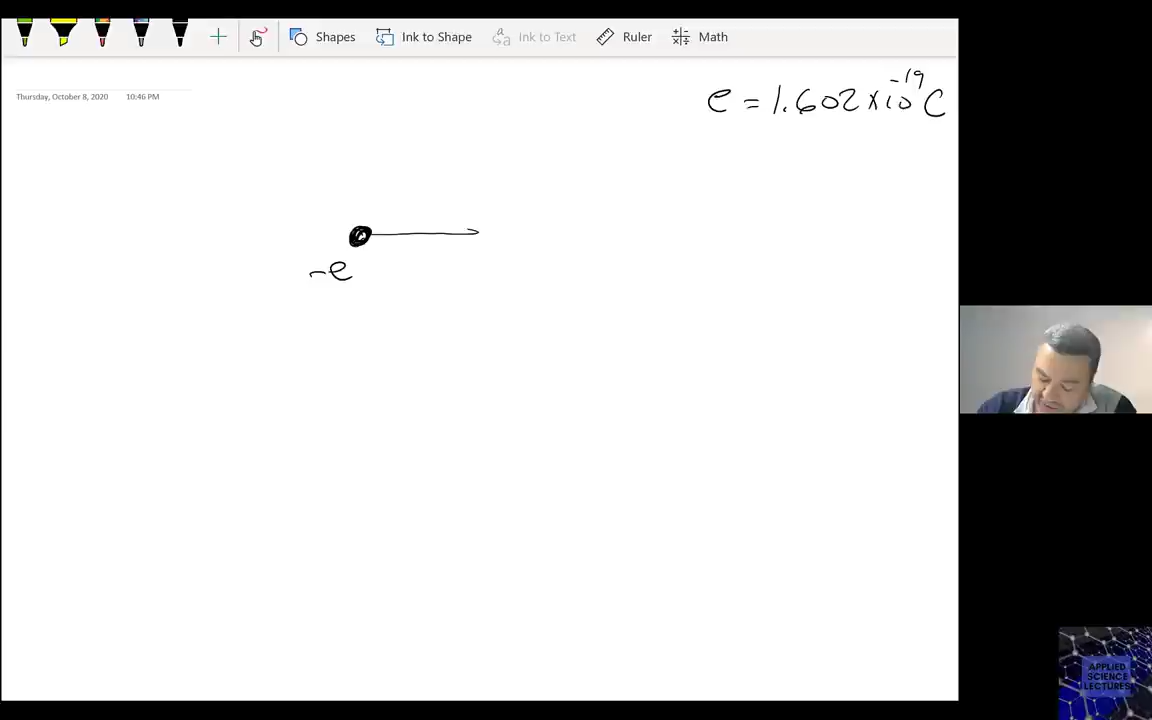 Shapes Ink to Shape Ink to Text Ruler Math
Thursday, October 8, 2020 10:46 PM
e = 1.602 x 10⁻¹⁹ C
-e
APPLIED
SCIENCE
LECTURES